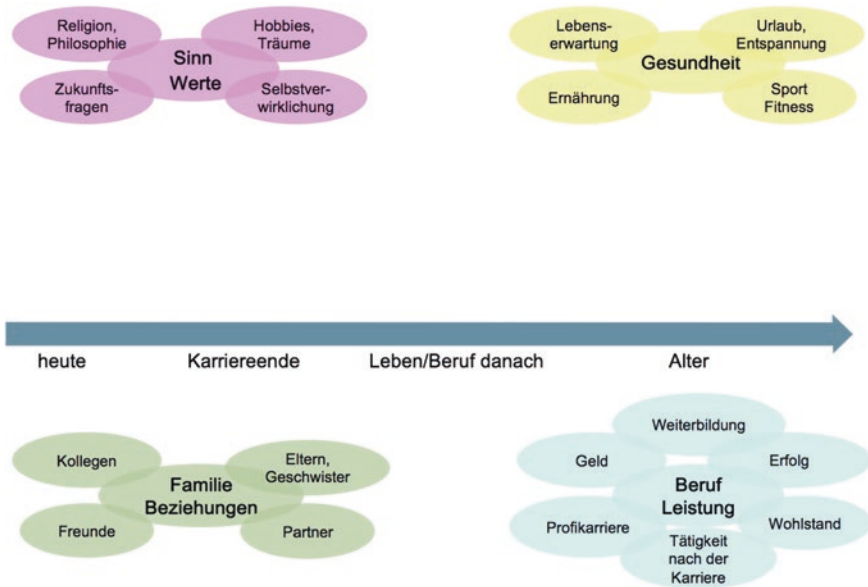 Religion,
Philosophie
Hobbies,
Träume
Sinn
Werte
Zukunfts-
fragen
Selbstver-
wirklichung
Lebens-
erwartung
Urlaub,
Entspannung
Gesundheit
Ernährung
Sport
Fitness
heute
Karriereende
Leben/Beruf danach
Alter
Kollegen
Eltern,
Geschwister
Familie
Beziehungen
Freunde
Partner
Weiterbildung
Geld
Erfolg
Beruf
Leistung
Profikarriere
Wohlstand
Tätigkeit
nach der
Karriere